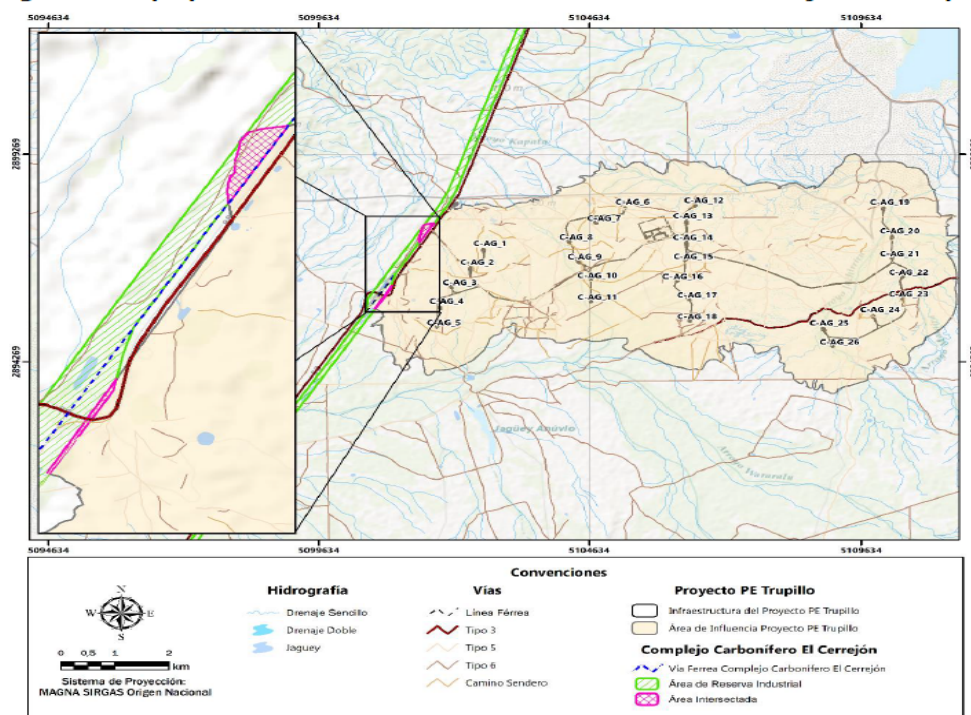 5094634 5099634 5104634 5109634
2899269
2894269
C-AG_1
C-AG_2
C-AG_3
C-AG_4
C-AG_5
C-AG_6
C-AG_7
C-AG_8
C-AG_9
C-AG_10
C-AG_11
C-AG_12
C-AG_13
C-AG_14
C-AG_15
C-AG_16
C-AG_17
C-AG_18
C-AG_19
C-AG_20
C-AG_21
C-AG_22
C-AG_23
C-AG_24
C-AG_25
C-AG_26
Jagüey Anuvio
5094634 5099634 5104634 5109634
Convenciones
N
W E
S
0 0,5 1 2
km
Sistema de Proyección:
MAGNA SIRGAS Origen Nacional
Hidrografía
Drenaje Sencillo
Drenaje Doble
Jaguey
Vías
Línea Férrea
Tipo 3
Tipo 5
Tipo 6
Camino Sendero
Proyecto PE Trupillo
Infraestructura del Proyecto PE Trupillo
Área de Influencia Proyecto PE Trupillo
Complejo Carbonífero El Cerrejón
Vía Ferrea Complejo Carbonífero El Cerrejón
Área de Reserva Industrial
Área Intersectada